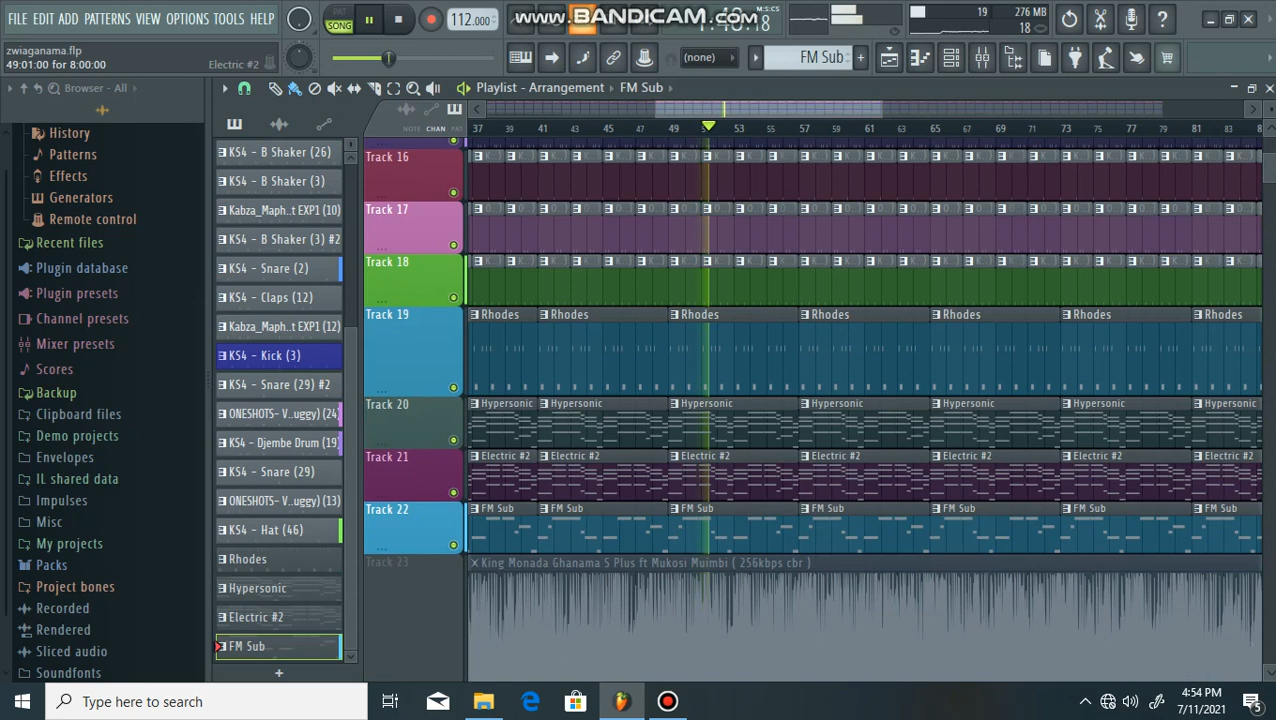 FILE EDIT ADD PATTERNS VIEW OPTIONS TOOLS HELP
PAT
SONG
112.000
www.BANDICAM.com
M:S:CS
1:48:18
19
276 MB
18
zwiaganama.flp
49:01:00 for 8:00:00
Electric #2
(none)
FM Sub
Browser - All
Playlist - Arrangement
FM Sub
NOTE CHAN PAT
37 39 41 43 45 47 49 53 55 57 59 61 63 65 67 69 71 73 75 77 79 81 83
History
Patterns
Effects
Generators
Remote control
Recent files
Plugin database
Plugin presets
Channel presets
Mixer presets
Scores
Backup
Clipboard files
Demo projects
Envelopes
IL shared data
Impulses
Misc
My projects
Packs
Project bones
Recorded
Rendered
Sliced audio
Soundfonts
KS4 - B Shaker (26)
KS4 - B Shaker (3)
Kabza_Maph..t EXP1 (10)
KS4 - B Shaker (3) #2
KS4 - Snare (2)
KS4 - Claps (12)
Kabza_Maph..t EXP1 (12)
KS4 - Kick (3)
KS4 - Snare (29) #2
ONESHOTS- V..uggy) (24)
KS4 - Djembe Drum (19)
KS4 - Snare (29)
ONESHOTS- V..uggy) (13)
KS4 - Hat (46)
Rhodes
Hypersonic
Electric #2
FM Sub
Track 16
Track 17
Track 18
Track 19
Rhodes Rhodes Rhodes Rhodes Rhodes Rhodes Rhodes
Track 20
Hypersonic Hypersonic Hypersonic Hypersonic Hypersonic Hypersonic Hypersonic
Track 21
Electric #2 Electric #2 Electric #2 Electric #2 Electric #2 Electric #2 Electric #2
Track 22
FM Sub FM Sub FM Sub FM Sub FM Sub FM Sub FM Sub
Track 23
King Monada Ghanama S Plus ft Mukosi Muimbi ( 256kbps cbr )
Type here to search
4:54 PM
7/11/2021
5